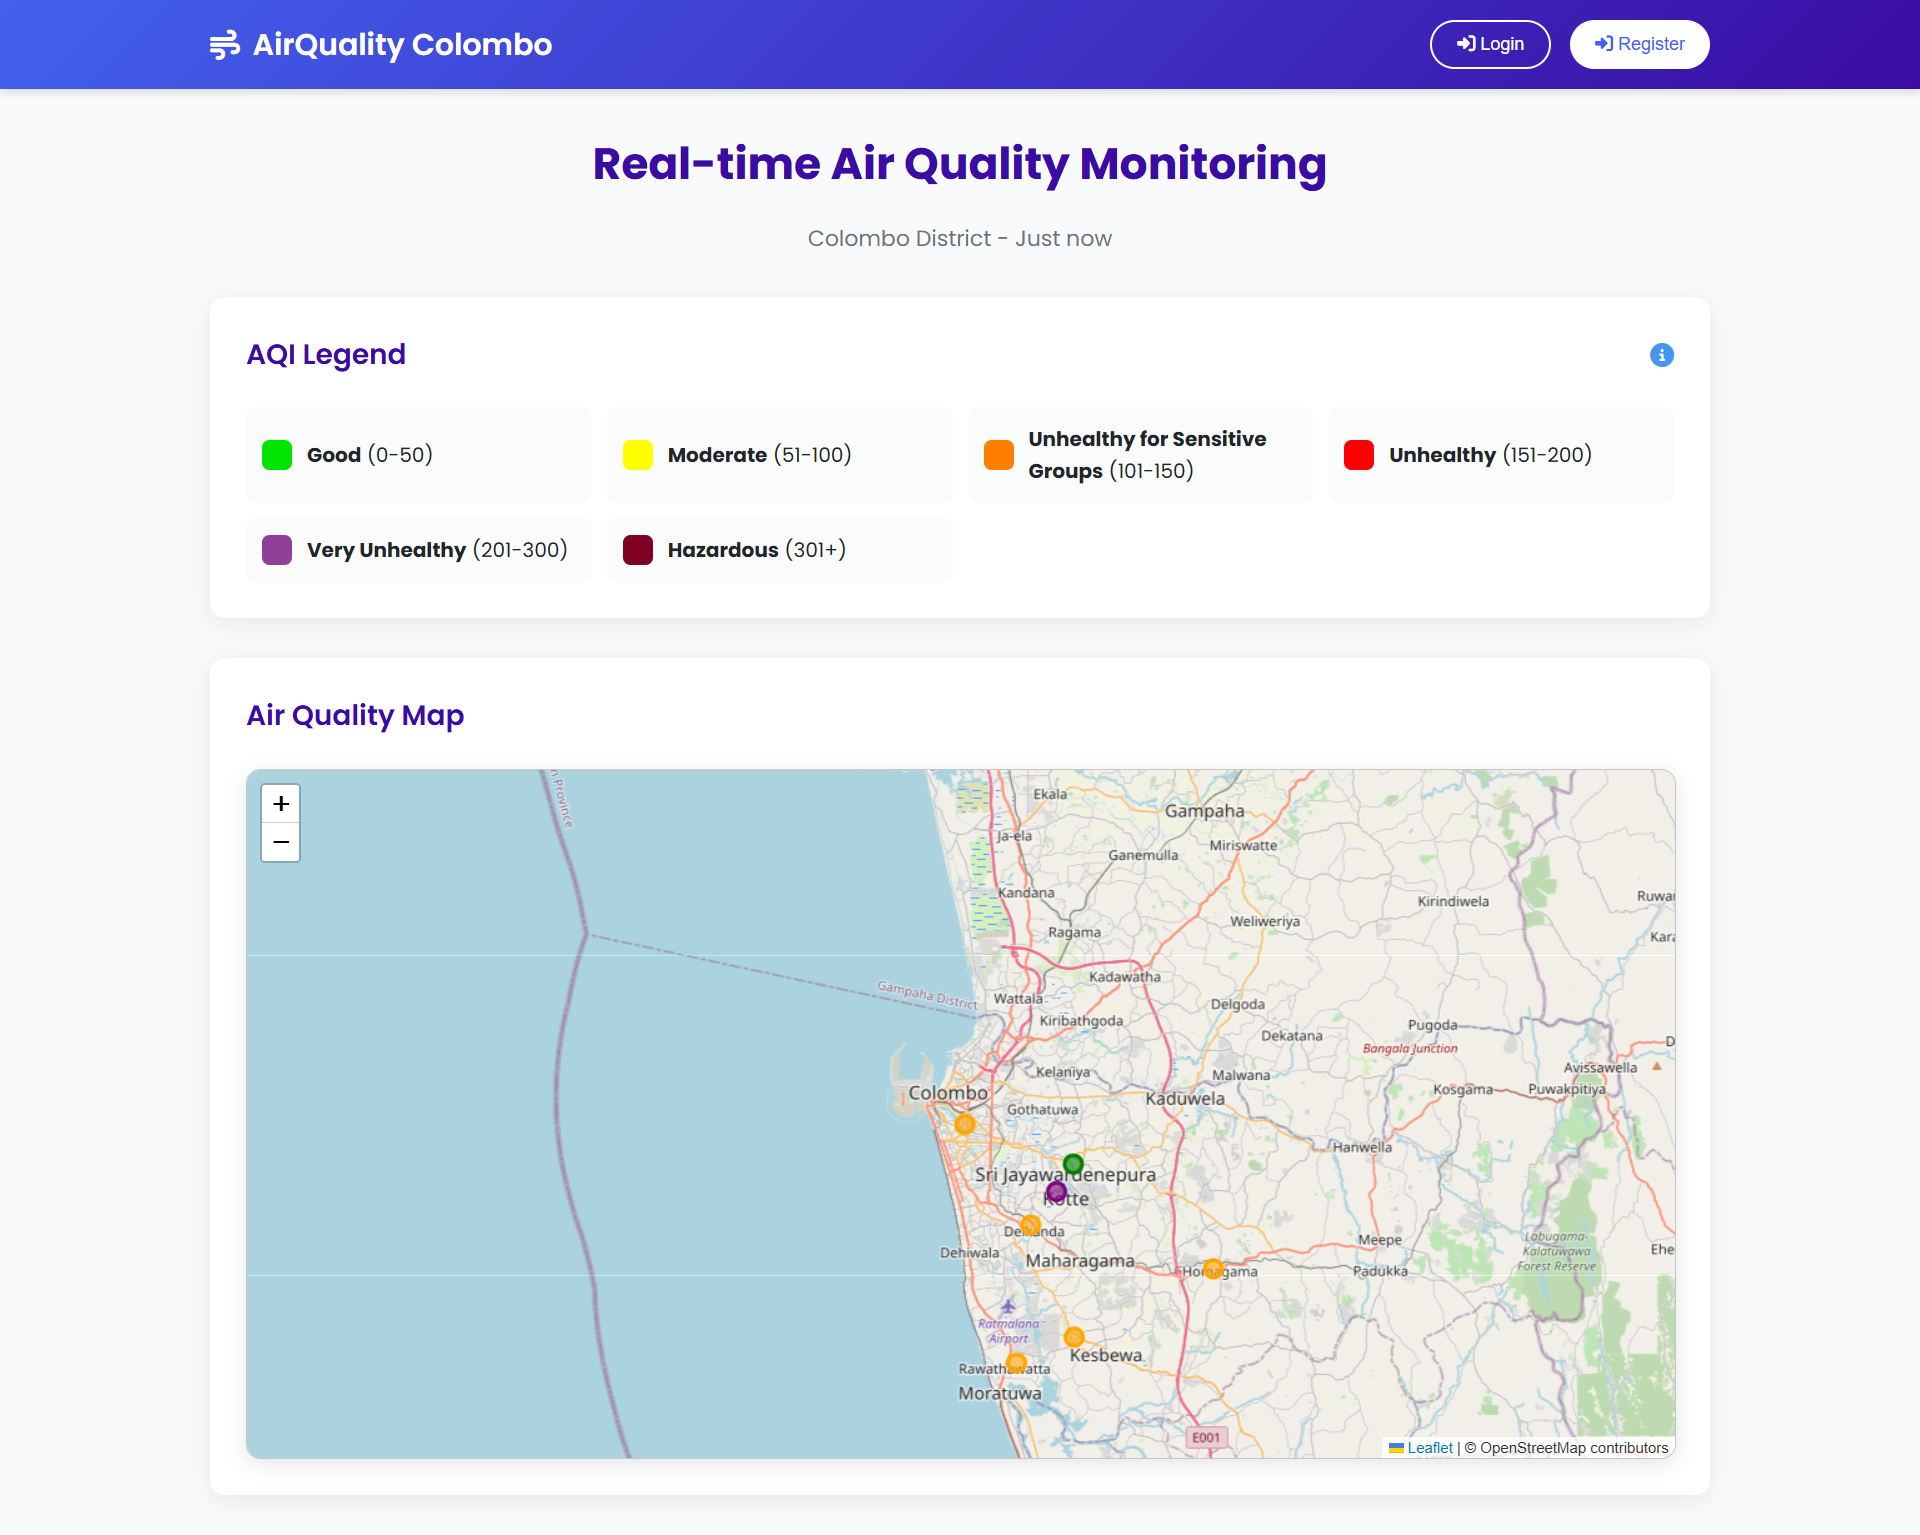 AirQuality Colombo
Login
Register
Real-time Air Quality Monitoring
Colombo District - Just now
AQI Legend
Good (0-50)
Moderate (51-100)
Unhealthy for Sensitive
Groups (101-150)
Unhealthy (151-200)
Very Unhealthy (201-300)
Hazardous (301+)
Air Quality Map
+
−
n Province
Ekala
Gampaha
Ja-ela
Miriswatte
Ganemulla
Kandana
Kirindiwela
Ruwan
Weliweriya
Ragama
Kara
Kadawatha
Gampaha District
Wattala
Delgoda
Kiribathgoda
Pugoda
Dekatana
Bangala Junction
D
Kelaniya
Malwana
Avissawella
Colombo
Kosgama
Puwakpitiya
Kaduwela
Gothatuwa
Hanwella
Sri Jayawardenepura
Kotte
Delkanda
Dehiwala
Maharagama
Meepe
Labugama-
Kalatuwawa
Forest Reserve
Ehe
Homagama
Padukka
Ratmalana
Airport
Kesbewa
Rawathawatta
Moratuwa
E001
Leaflet | © OpenStreetMap contributors